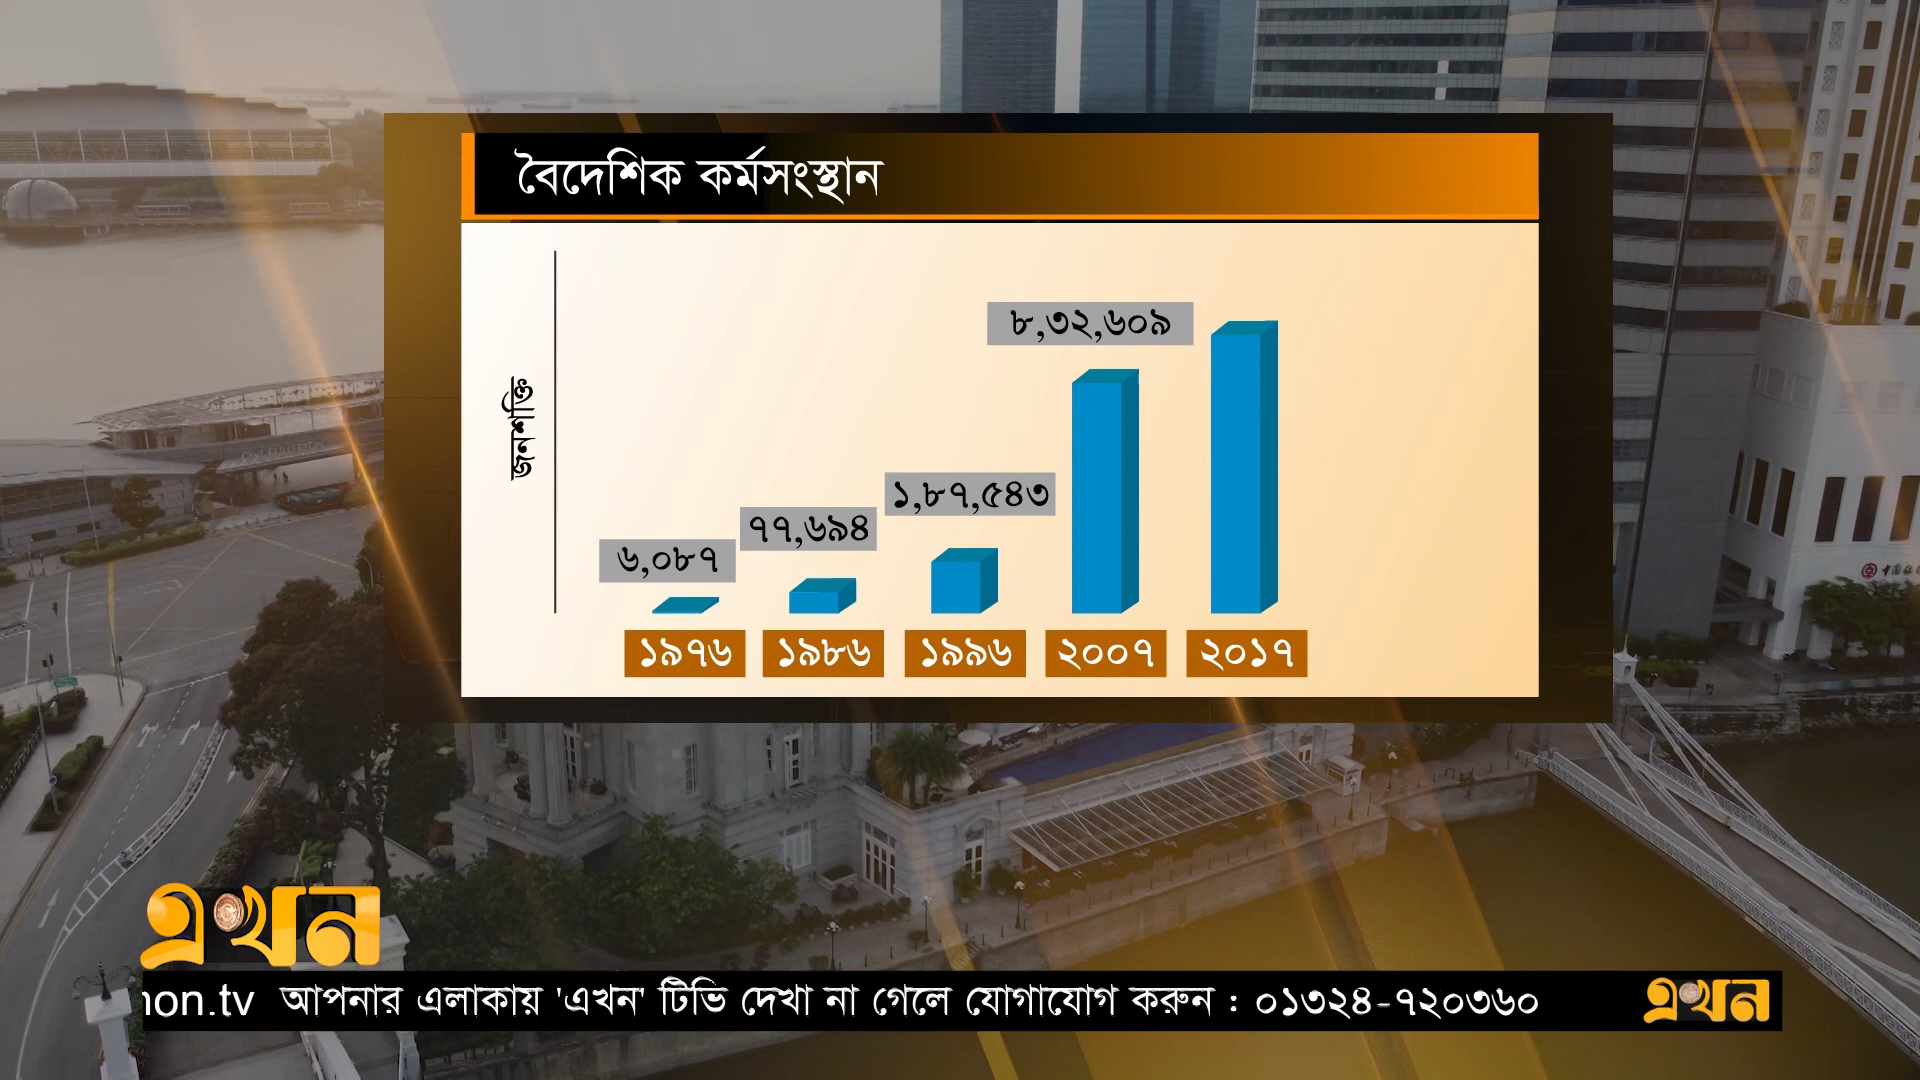 বৈদেশিক কর্মসংস্থান
জনশক্তি
৮,৩২,৬০৯
১,৮৭,৫৪৩
৭৭,৬৯৪
৬,০৮৭
১৯৭৬ ১৯৮৬ ১৯৯৬ ২০০৭ ২০১৭
এখন
hon.tv আপনার এলাকায় 'এখন' টিভি দেখা না গেলে যোগাযোগ করুন : ০১৩২৪-৭২০৩৬০ এখন